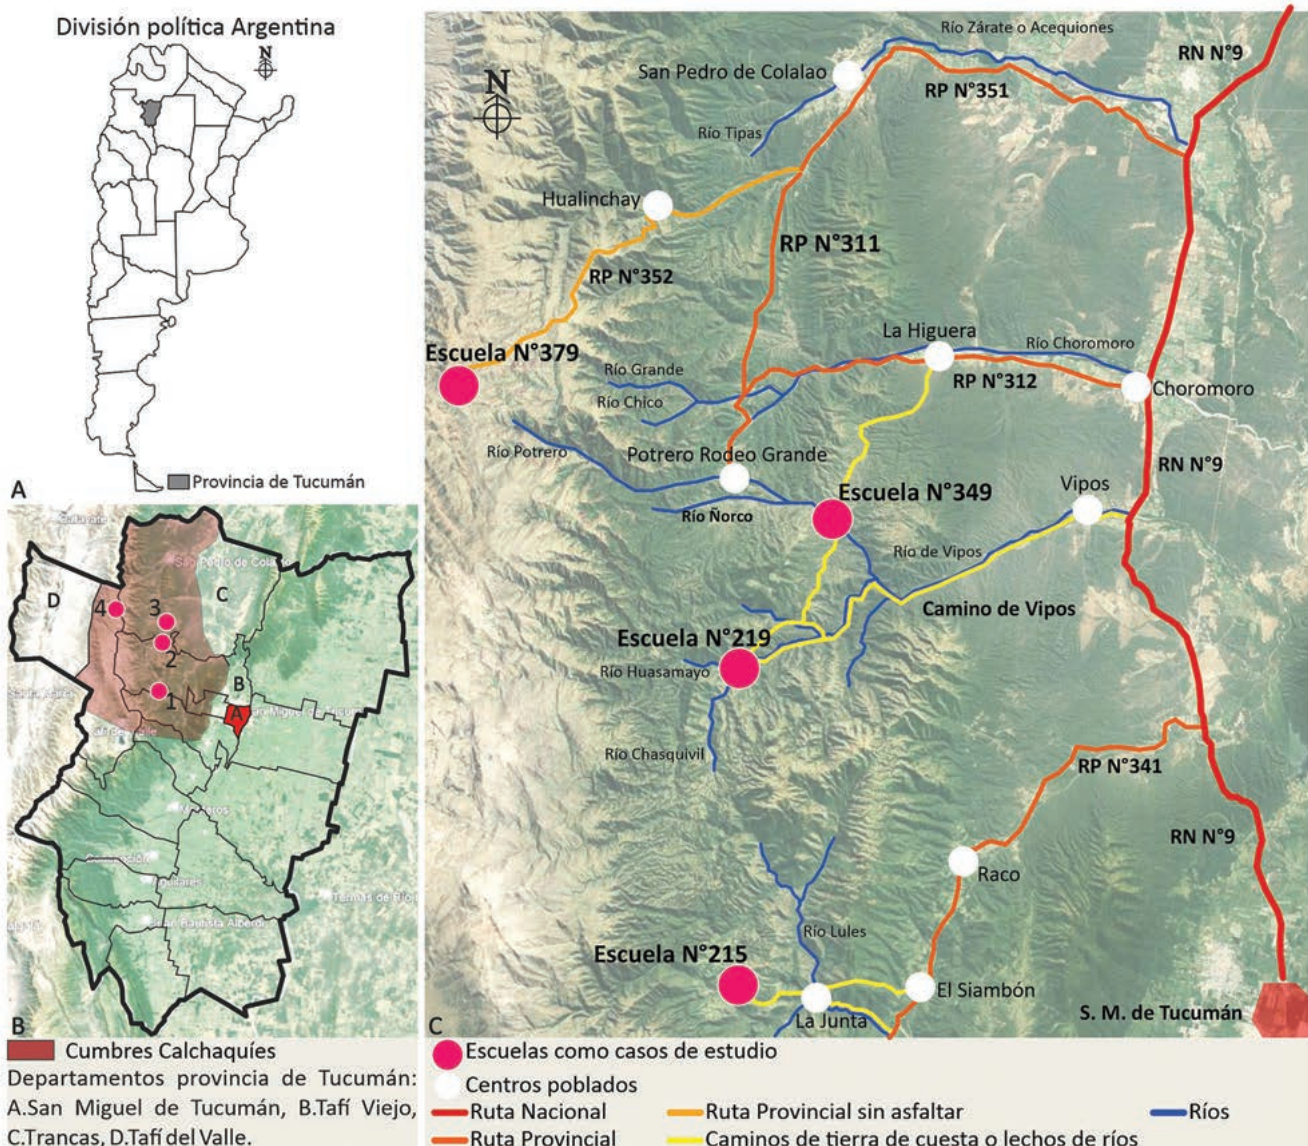 División política Argentina
N
Provincia de Tucumán
A
D
C
4
3
2
B
1
A
B
Cumbres Calchaquíes
Departamentos provincia de Tucumán:
A.San Miguel de Tucumán, B.Tafí Viejo,
C.Trancas, D.Tafí del Valle.
N
Río Zárate o Acequiones
RN N°9
San Pedro de Colalao
RP N°351
Río Tipas
Hualinchay
RP N°311
RP N°352
La Higuera
Río Choromoro
Escuela N°379
Río Grande
RP N°312
Choromoro
Río Chico
Río Potrero
Potrero Rodeo Grande
RN N°9
Vipos
Escuela N°349
Río Ñorco
Río de Vipos
Camino de Vipos
Escuela N°219
Río Huasamayo
Río Chasquivil
RP N°341
RN N°9
Raco
Río Lules
Escuela N°215
El Siambón
La Junta
S. M. de Tucumán
C
Escuelas como casos de estudio
Centros poblados
Ruta Nacional
Ruta Provincial sin asfaltar
Ríos
Ruta Provincial
Caminos de tierra de cuesta o lechos de ríos